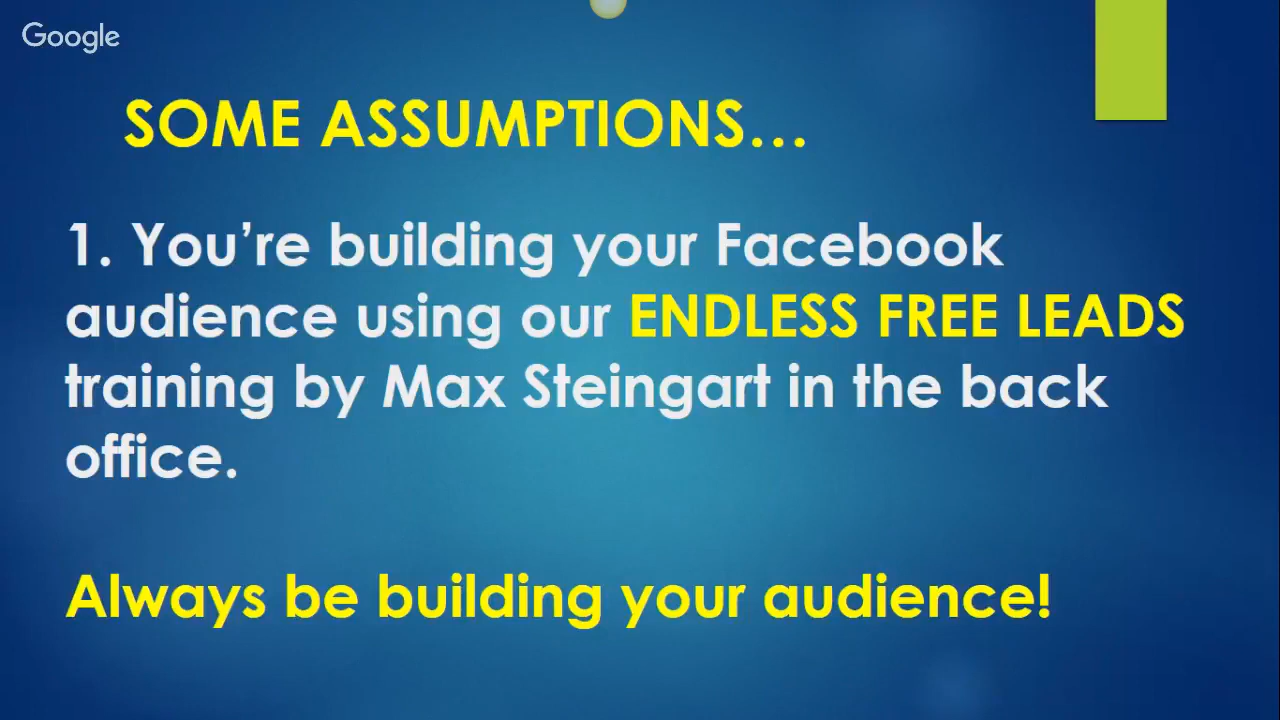 Google
SOME ASSUMPTIONS...
1. You’re building your Facebook
audience using our ENDLESS FREE LEADS
training by Max Steingart in the back
office.
Always be building your audience!